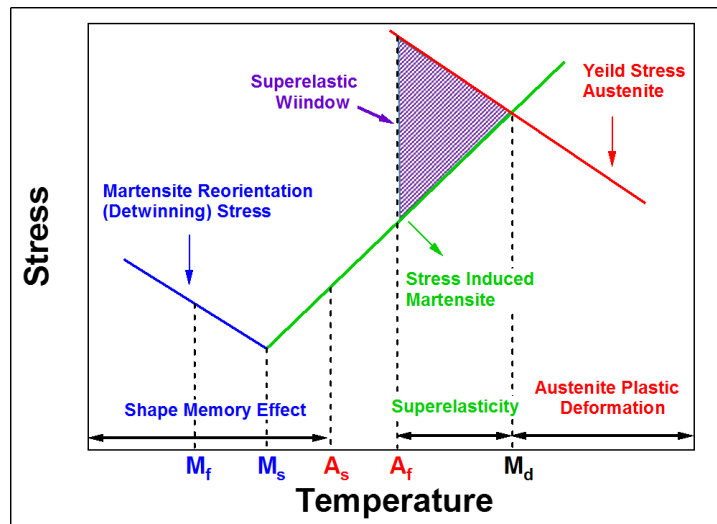 Yeild Stress
Austenite
Superelastic
Wiindow
Martensite Reorientation
(Detwinning) Stress
Stress
Stress Induced
Martensite
Shape Memory Effect
Superelasticity
Austenite Plastic
Deformation
Mf
Ms
As
Af
Md
Temperature